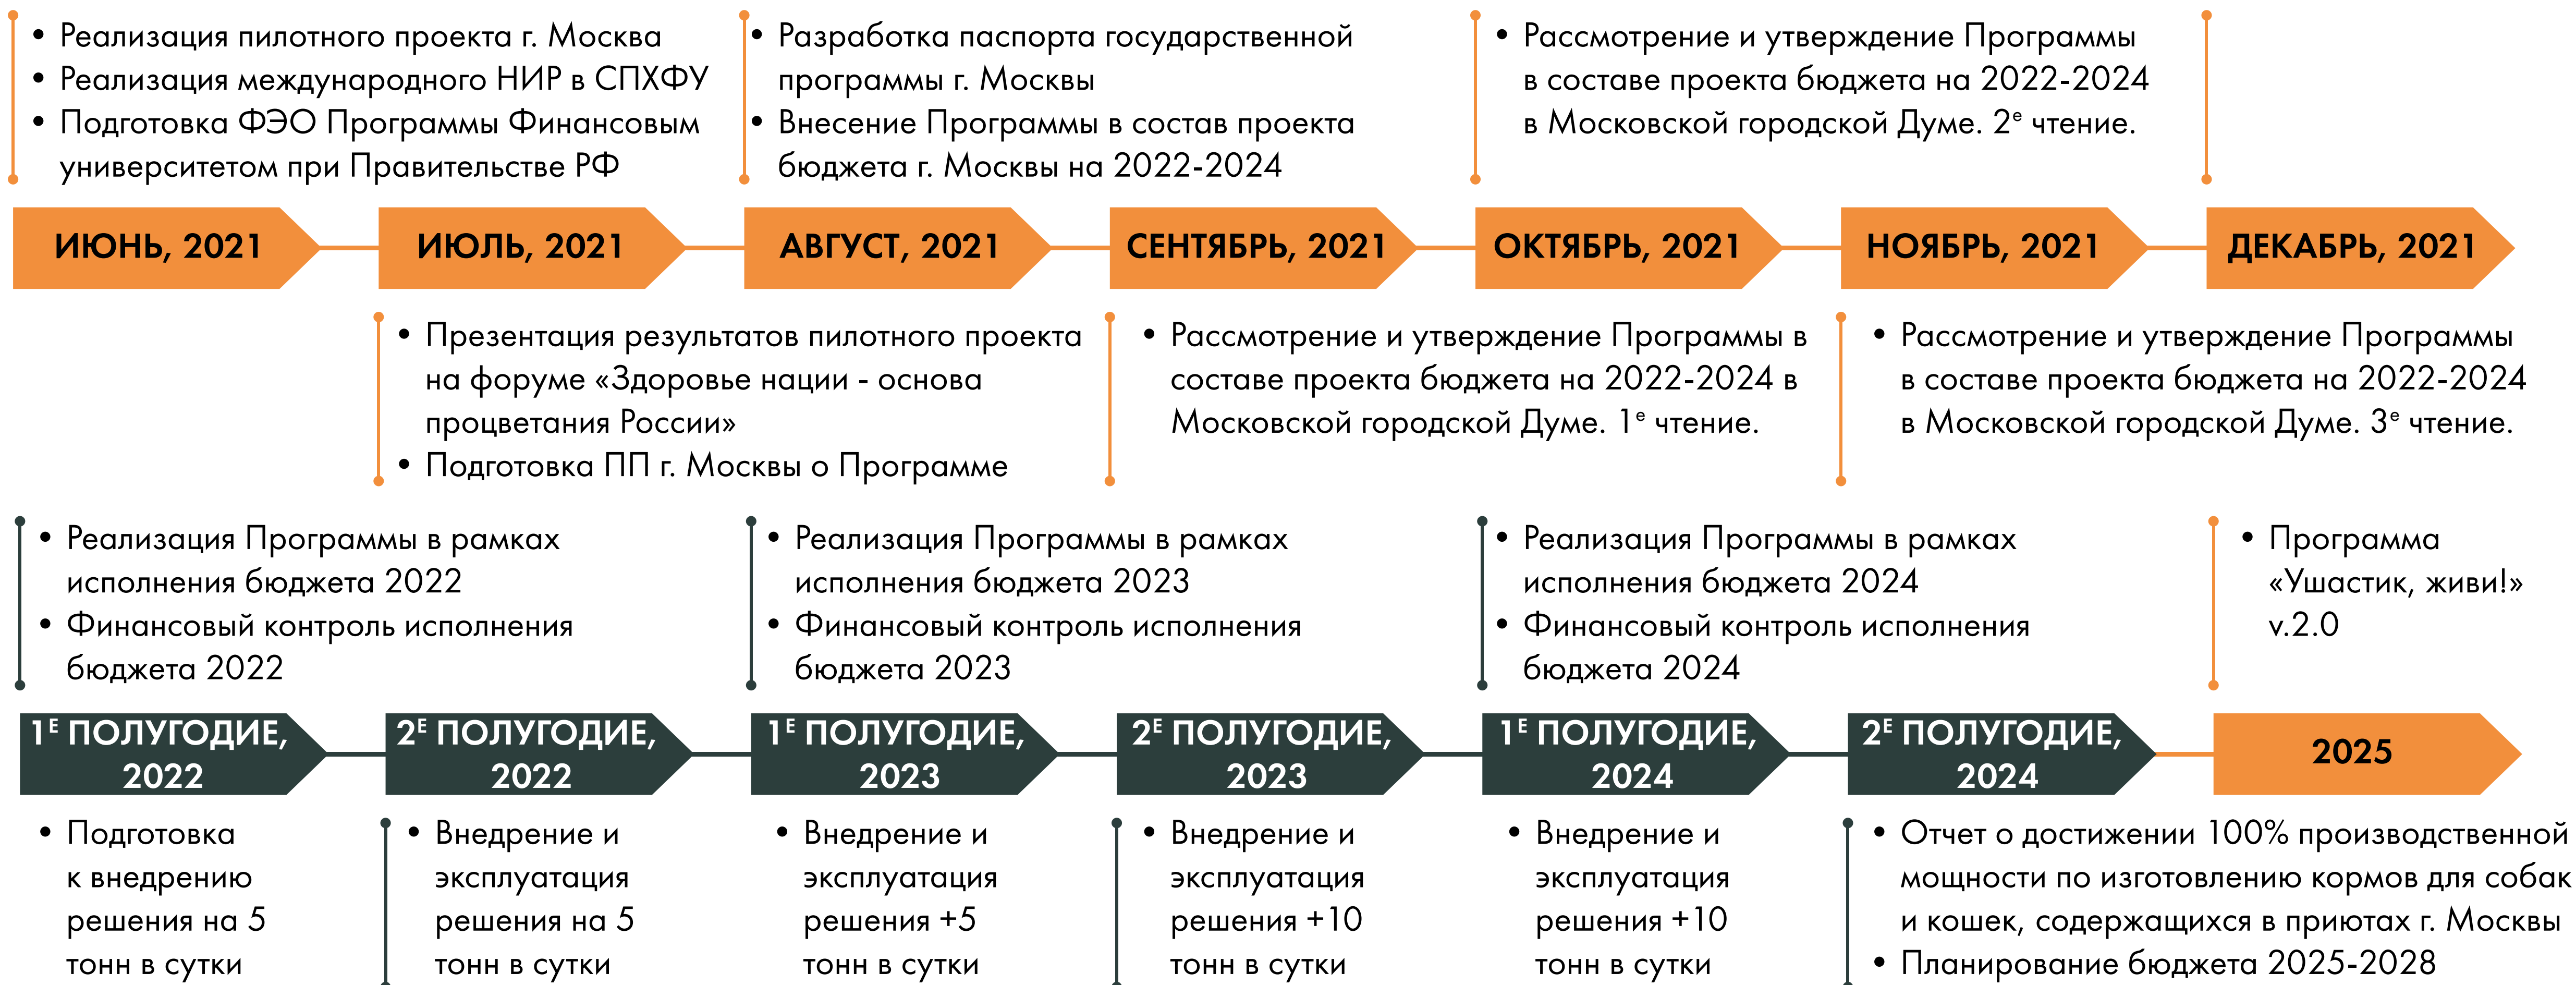 • Реализация пилотного проекта г. Москва
• Реализация международного НИР в СПХФУ
• Подготовка ФЭО Программы Финансовым
университетом при Правительстве РФ
• Разработка паспорта государственной
программы г. Москвы
• Внесение Программы в состав проекта
бюджета г. Москвы на 2022-2024
• Рассмотрение и утверждение Программы
в составе проекта бюджета на 2022-2024
в Московской городской Думе. 2е чтение.
ИЮНЬ, 2021
ИЮЛЬ, 2021
АВГУСТ, 2021
СЕНТЯБРЬ, 2021
ОКТЯБРЬ, 2021
НОЯБРЬ, 2021
ДЕКАБРЬ, 2021
• Презентация результатов пилотного проекта
на форуме «Здоровье нации - основа
процветания России»
• Подготовка ПП г. Москвы о Программе
• Рассмотрение и утверждение Программы в
составе проекта бюджета на 2022-2024 в
Московской городской Думе. 1е чтение.
• Рассмотрение и утверждение Программы
в составе проекта бюджета на 2022-2024
в Московской городской Думе. 3е чтение.
• Реализация Программы в рамках
исполнения бюджета 2022
• Финансовый контроль исполнения
бюджета 2022
• Реализация Программы в рамках
исполнения бюджета 2023
• Финансовый контроль исполнения
бюджета 2023
• Реализация Программы в рамках
исполнения бюджета 2024
• Финансовый контроль исполнения
бюджета 2024
• Программа
«Ушастик, живи!»
v.2.0
1Е ПОЛУГОДИЕ,
2022
2Е ПОЛУГОДИЕ,
2022
1Е ПОЛУГОДИЕ,
2023
2Е ПОЛУГОДИЕ,
2023
1Е ПОЛУГОДИЕ,
2024
2Е ПОЛУГОДИЕ,
2024
2025
• Подготовка
к внедрению
решения на 5
тонн в сутки
• Внедрение и
эксплуатация
решения на 5
тонн в сутки
• Внедрение и
эксплуатация
решения +5
тонн в сутки
• Внедрение и
эксплуатация
решения +10
тонн в сутки
• Внедрение и
эксплуатация
решения +10
тонн в сутки
• Отчет о достижении 100% производственной
мощности по изготовлению кормов для собак
и кошек, содержащихся в приютах г. Москвы
• Планирование бюджета 2025-2028